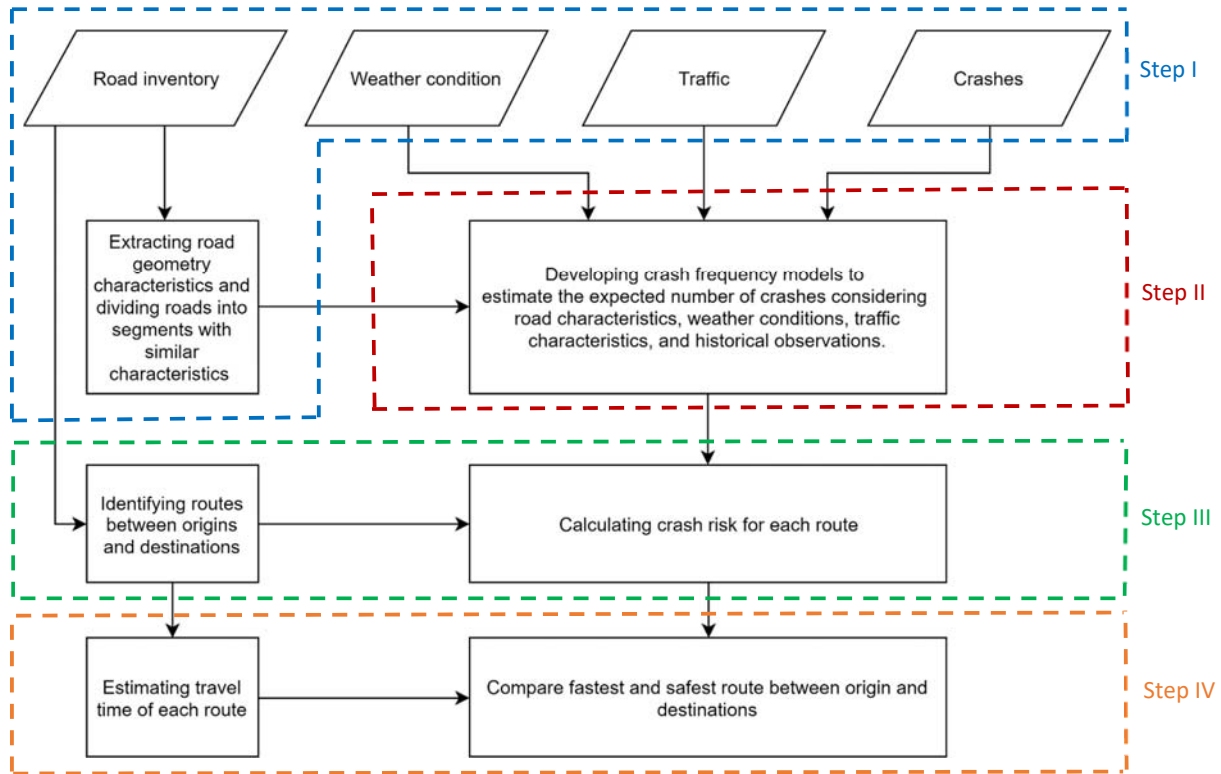 Road inventory
Weather condition
Traffic
Crashes
Step I
Extracting road
geometry
characteristics and
dividing roads into
segments with
similar
characteristics
Developing crash frequency models to
estimate the expected number of crashes considering
road characteristics, weather conditions, traffic
characteristics, and historical observations.
Step II
Identifying routes
between origins
and destinations
Calculating crash risk for each route
Step III
Estimating travel
time of each route
Compare fastest and safest route between origin and
destinations
Step IV